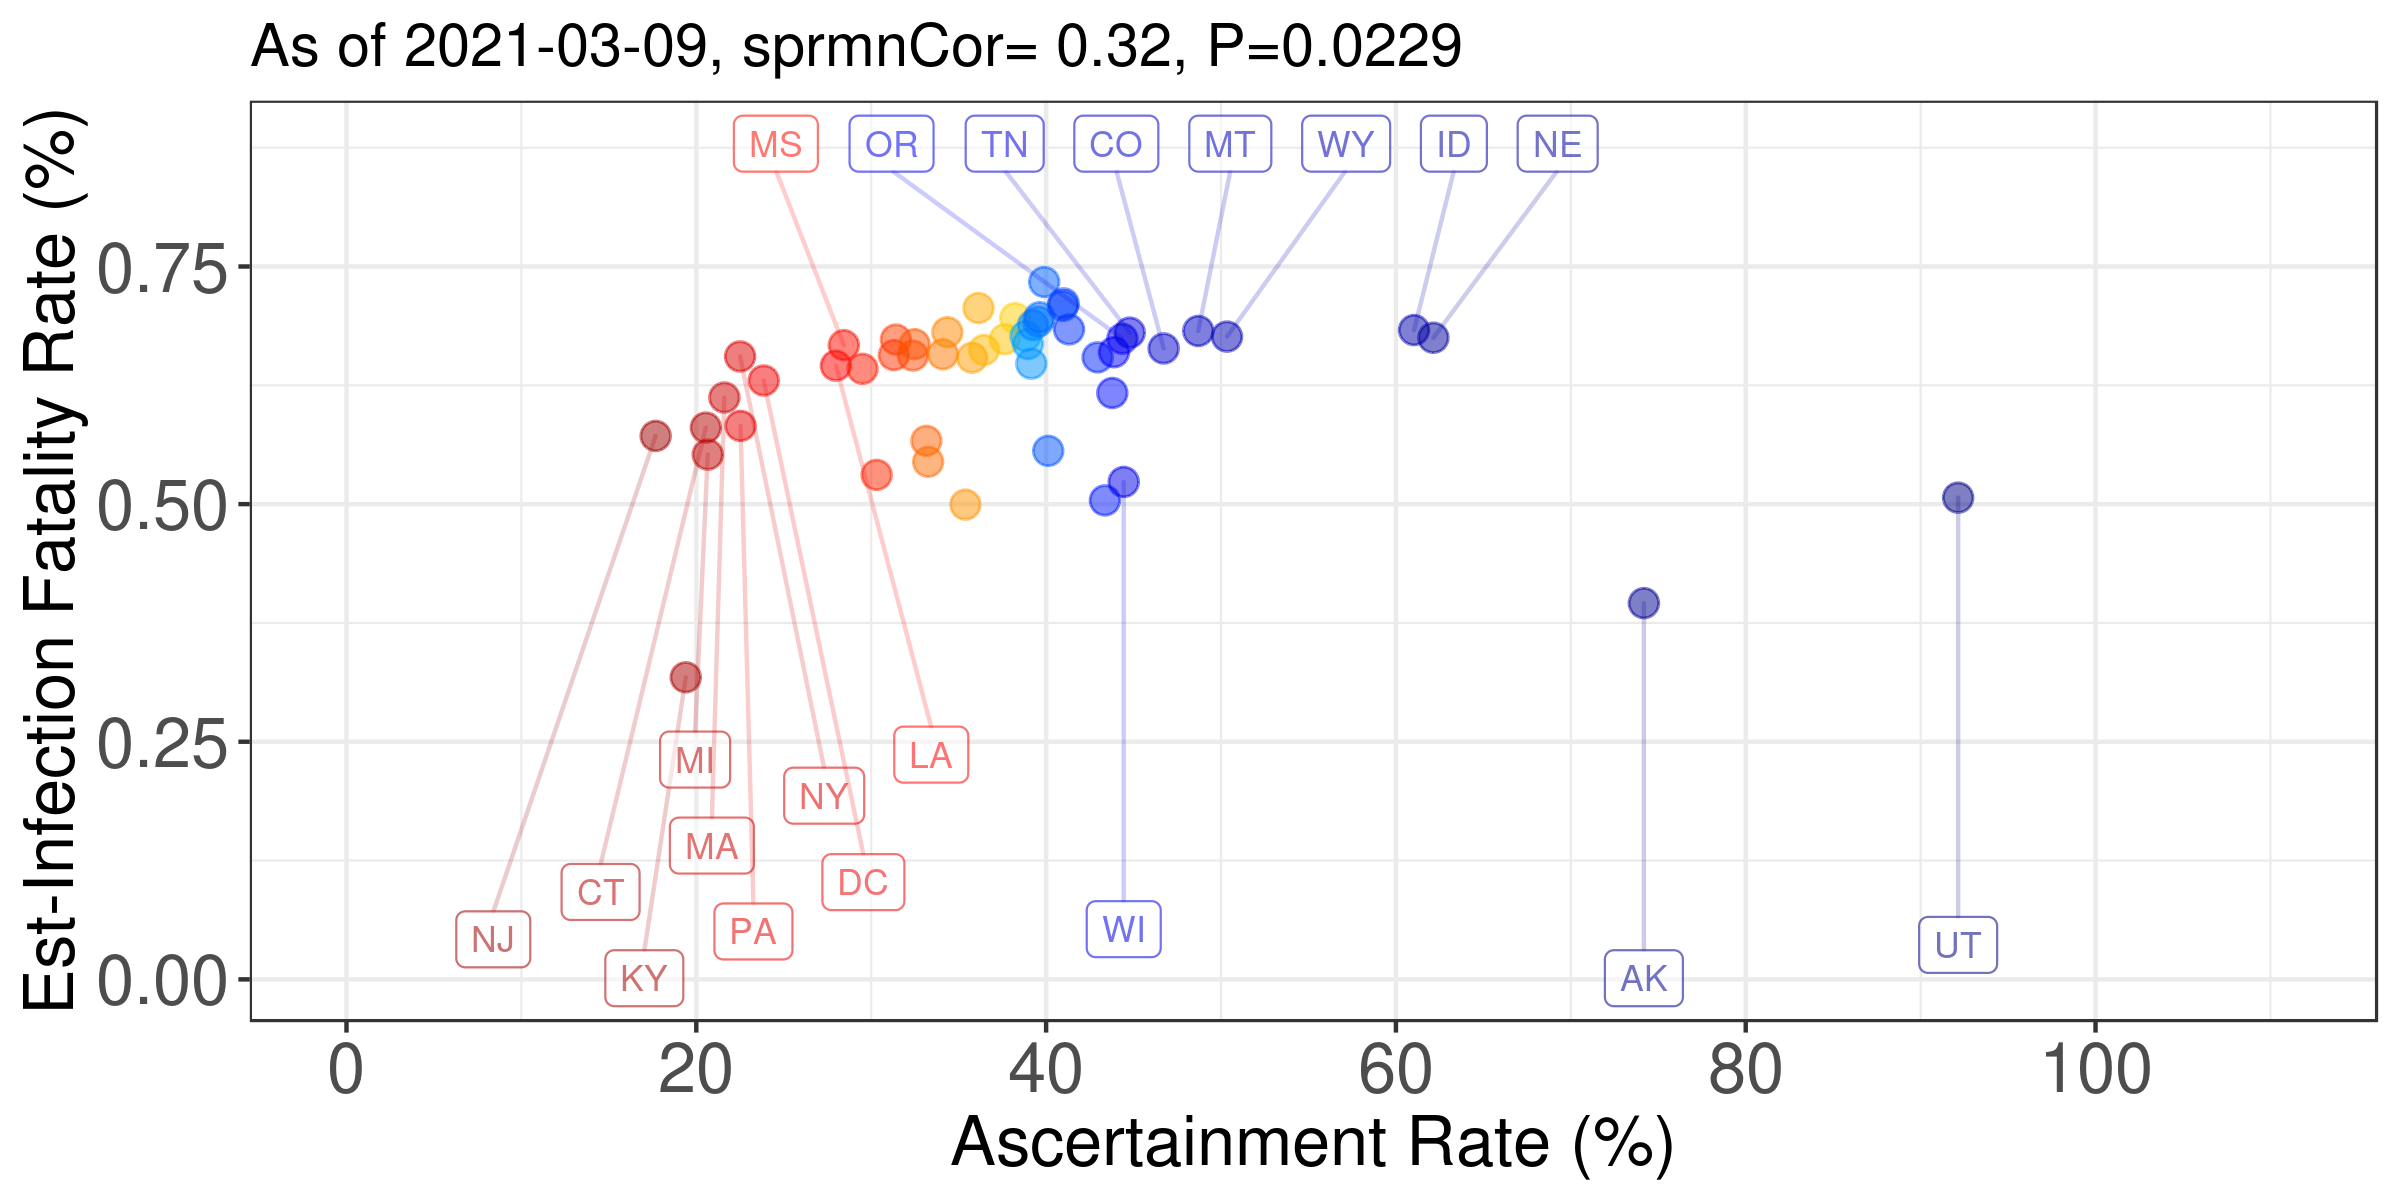 As of 2021-03-09, sprmnCor= 0.32, P=0.0229
Est-Infection Fatality Rate (%)
MS OR TN CO MT WY ID NE
0.75
0.50
0.25
0.00
LA
MI
NY
MA
DC
CT
PA
WI
NJ
UT
KY
AK
0 20 40 60 80 100
Ascertainment Rate (%)